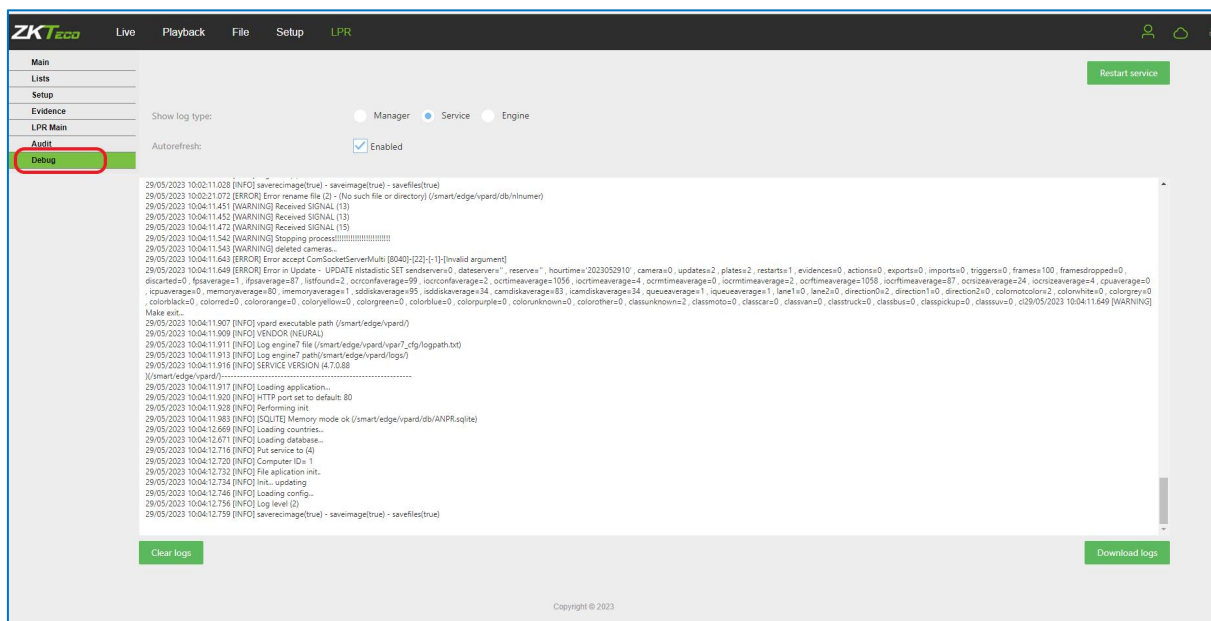 ZKTeco Live Playback File Setup LPR
Main
Lists
Setup
Evidence
LPR Main
Audit
Debug
Restart service
Show log type: Manager Service Engine
Autorefresh: Enabled
29/05/2023 10:02:11.028 [INFO] saverecimage(true) - saveimage(true) - savefiles(true)
29/05/2023 10:02:21.072 [ERROR] Error rename file (2) - (No such file or directory) (/smart/edge/vpard/db/nlnumer)
29/05/2023 10:04:11.451 [WARNING] Received SIGNAL (13)
29/05/2023 10:04:11.452 [WARNING] Received SIGNAL (13)
29/05/2023 10:04:11.472 [WARNING] Received SIGNAL (15)
29/05/2023 10:04:11.542 [WARNING] Stopping process!!!!!!!!!!!!!!!!!!!!!!!!!!
29/05/2023 10:04:11.543 [WARNING] deleted cameras...
29/05/2023 10:04:11.643 [ERROR] Error accept ComSocketServerMulti [8040]-[22]-[-1]-[Invalid argument]
29/05/2023 10:04:11.649 [ERROR] Error in Update - UPDATE nlstadistic SET sendserver=0 , dateserver='' , reserve='' , hourtime='2023052910' , camera=0 , updates=2 , plates=2 , restarts=1 , evidences=0 , actions=0 , exports=0 , imports=0 , triggers=0 , frames=100 , framesdropped=0 ,
discarted=0 , fpsaverage=1 , ifpsaverage=87 , listfound=2 , ocrconfaverage=99 , iocrconfaverage=2 , ocrtimeaverage=1056 , iocrtimeaverage=4 , ocrmtimeaverage=0 , iocrmtimeaverage=2 , ocrftimeaverage=1058 , iocrftimeaverage=87 , ocrsizeaverage=24 , iocrsizeaverage=4 , cpuaverage=0
, icpuaverage=0 , memoryaverage=80 , imemoryaverage=1 , sddiskaverage=95 , isddiskaverage=34 , camdiskaverage=83 , icamdiskaverage=34 , queueaverage=1 , iqueueaverage=1 , lane1=0 , lane2=0 , direction0=2 , direction1=0 , direction2=0 , colornotcolor=2 , colorwhite=0 , colorgrey=0
, colorblack=0 , colorred=0 , colororange=0 , coloryellow=0 , colorgreen=0 , colorblue=0 , colorpurple=0 , colorunknown=0 , colorother=0 , classunknown=2 , classmoto=0 , classcar=0 , classvan=0 , classtruck=0 , classbus=0 , classpickup=0 , classsuv=0 , cl29/05/2023 10:04:11.649 [WARNING]
Make exit...
29/05/2023 10:04:11.907 [INFO] vpard executable path (/smart/edge/vpard/)
29/05/2023 10:04:11.909 [INFO] VENDOR (NEURAL)
29/05/2023 10:04:11.911 [INFO] Log engine7 file (/smart/edge/vpard/vpar7_cfg/logpath.txt)
29/05/2023 10:04:11.913 [INFO] Log engine7 path(/smart/edge/vpard/logs/)
29/05/2023 10:04:11.916 [INFO] SERVICE VERSION (4.7.0.88
)(/smart/edge/vpard/)------------------------------------------------------------
29/05/2023 10:04:11.917 [INFO] Loading application...
29/05/2023 10:04:11.920 [INFO] HTTP port set to default: 80
29/05/2023 10:04:11.928 [INFO] Performing init
29/05/2023 10:04:11.983 [INFO] [SQLITE] Memory mode ok (/smart/edge/vpard/db/ANPR.sqlite)
29/05/2023 10:04:12.669 [INFO] Loading countries...
29/05/2023 10:04:12.671 [INFO] Loading database...
29/05/2023 10:04:12.716 [INFO] Put service to (4)
29/05/2023 10:04:12.720 [INFO] Computer ID= 1
29/05/2023 10:04:12.732 [INFO] File aplication init..
29/05/2023 10:04:12.734 [INFO] Init... updating
29/05/2023 10:04:12.746 [INFO] Loading config...
29/05/2023 10:04:12.756 [INFO] Log level (2)
29/05/2023 10:04:12.759 [INFO] saverecimage(true) - saveimage(true) - savefiles(true)
Clear logs Download logs
Copyright © 2023